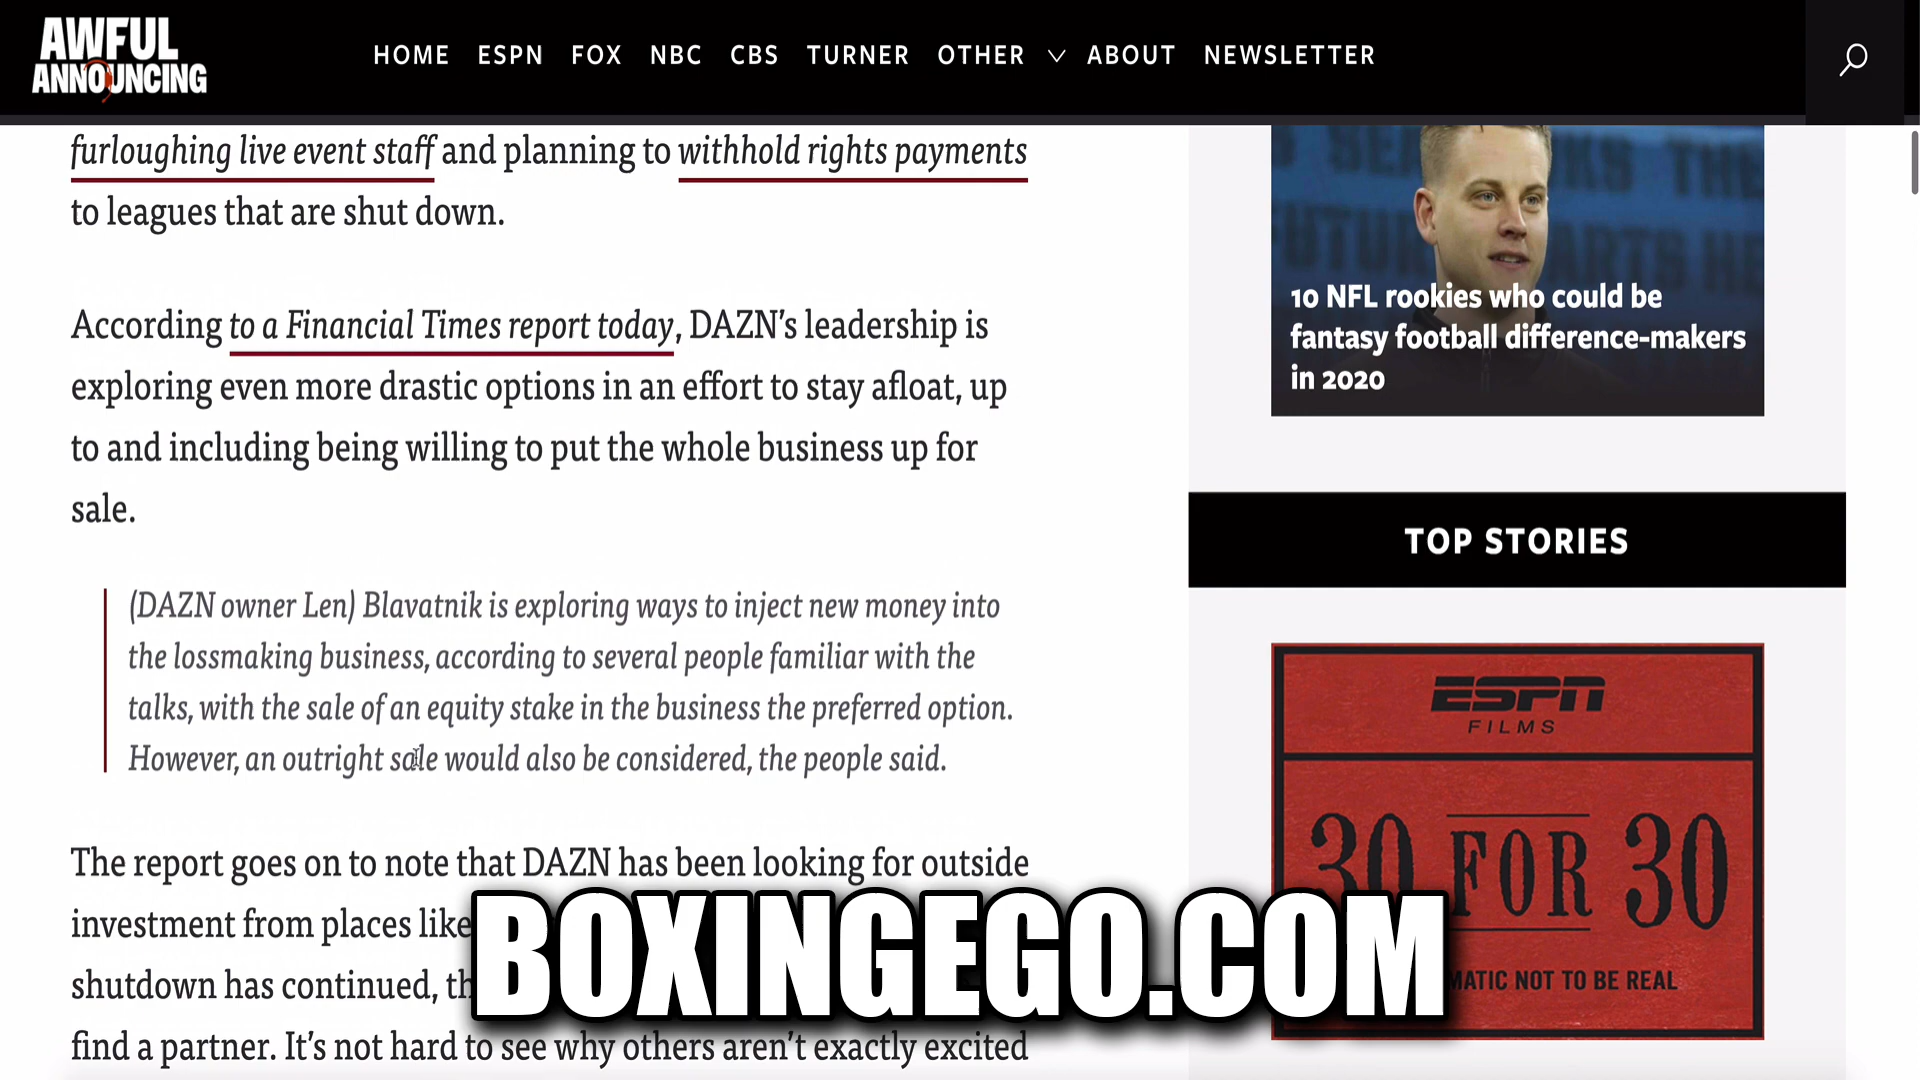 AWFUL
ANNOUNCING
HOME ESPN FOX NBC CBS TURNER OTHER ABOUT NEWSLETTER
furloughing live event staff and planning to withhold rights payments
to leagues that are shut down.
According to a Financial Times report today, DAZN’s leadership is
exploring even more drastic options in an effort to stay afloat, up
to and including being willing to put the whole business up for
sale.
(DAZN owner Len) Blavatnik is exploring ways to inject new money into
the lossmaking business, according to several people familiar with the
talks, with the sale of an equity stake in the business the preferred option.
However, an outright sale would also be considered, the people said.
The report goes on to note that DAZN has been looking for outside
investment from places like
shutdown has continued,
find a partner. It’s not hard to see why others aren’t exactly excited
10 NFL rookies who could be
fantasy football difference-makers
in 2020
TOP STORIES
ESPN
FILMS
30 FOR 30
NOT TO BE REAL
BOXINGEGO.COM